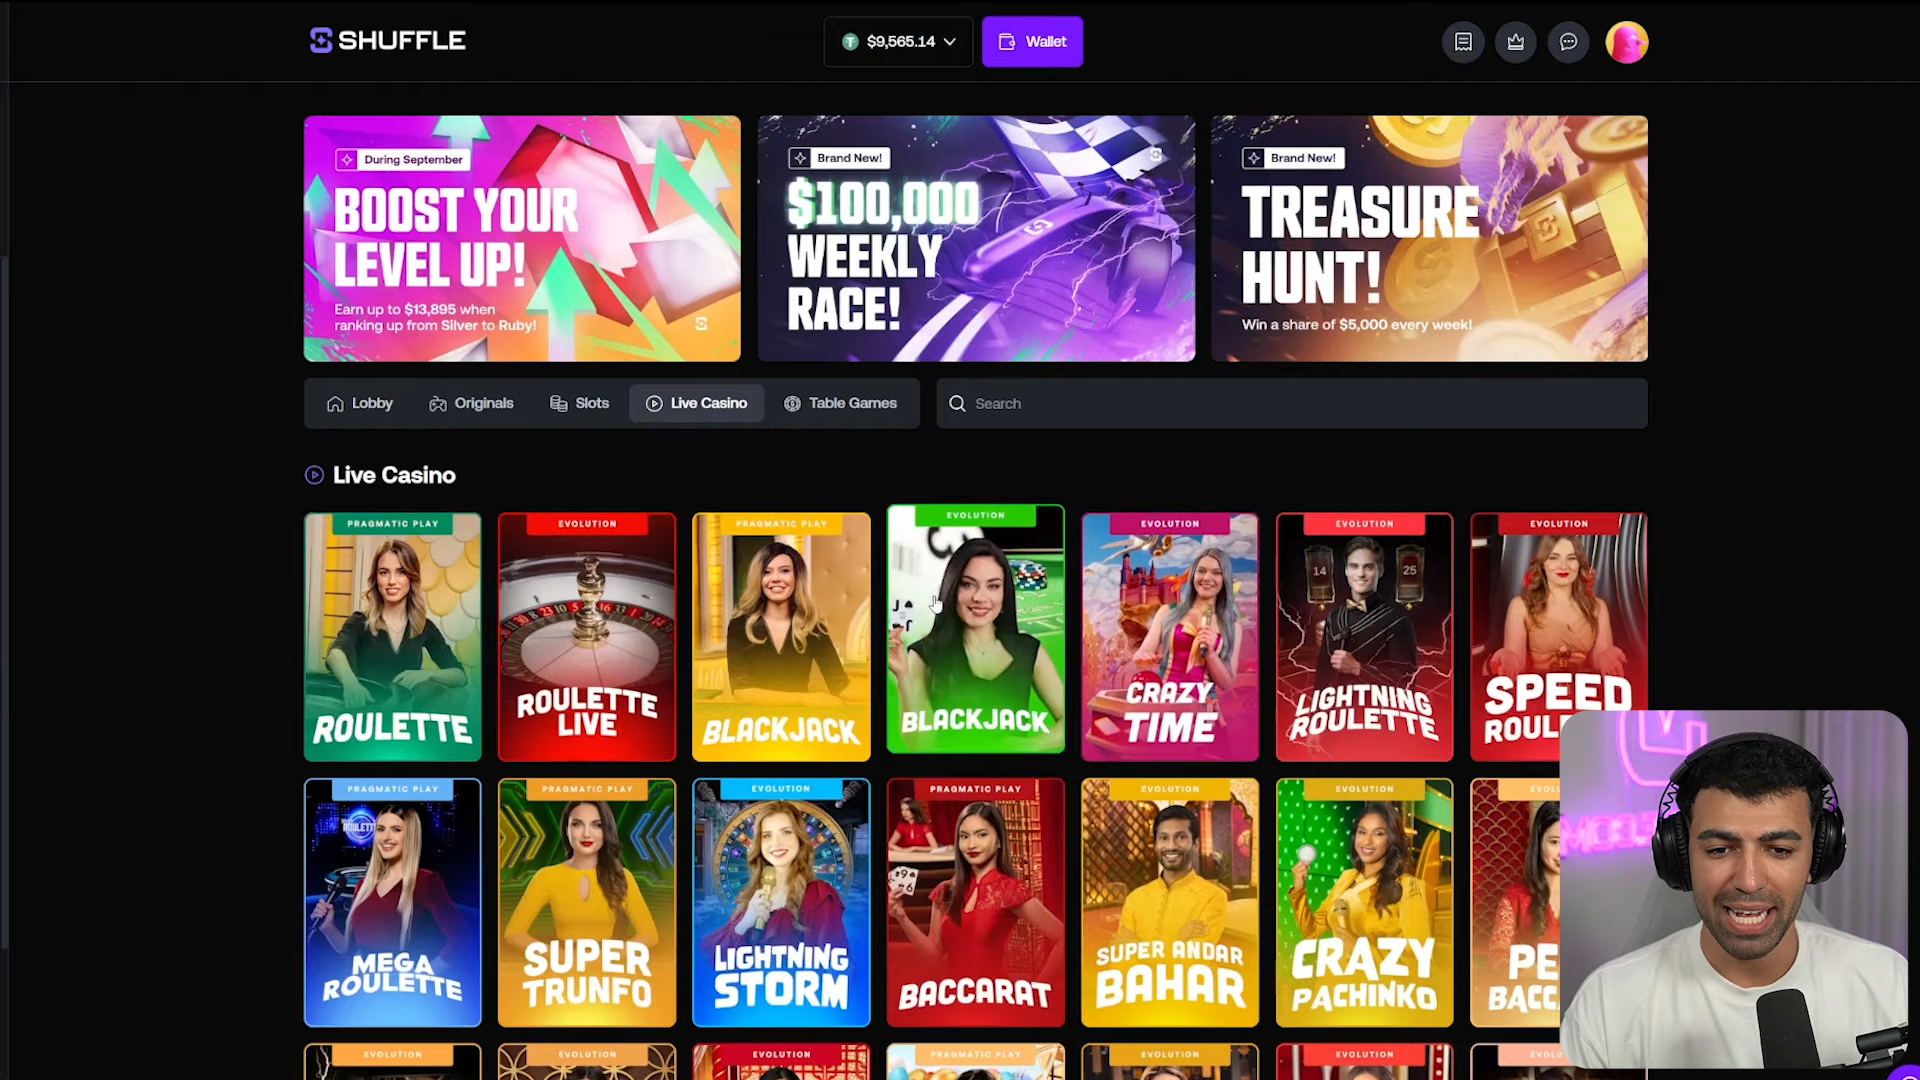 SHUFFLE
$9,565.14
Wallet
During September
BOOST YOUR
LEVEL UP!
Earn up to $13,895 when
ranking up from Silver to Ruby!
Brand New!
$100,000
WEEKLY
RACE!
Brand New!
TREASURE
HUNT!
Win a share of $5,000 every week!
Lobby
Originals
Slots
Live Casino
Table Games
Search
Live Casino
PRAGMATIC PLAY
ROULETTE
EVOLUTION
ROULETTE
LIVE
PRAGMATIC PLAY
BLACKJACK
EVOLUTION
BLACKJACK
EVOLUTION
CRAZY
TIME
EVOLUTION
14
25
LIGHTNING
ROULETTE
EVOLUTION
SPEED
PRAGMATIC PLAY
MEGA
ROULETTE
PRAGMATIC PLAY
SUPER
TRUNFO
EVOLUTION
LIGHTNING
STORM
PRAGMATIC PLAY
BACCARAT
EVOLUTION
SUPER ANDAR
BAHAR
EVOLUTION
CRAZY
PACHINKO
EVOLUTION
EVOLUTION
EVOLUTION
PRAGMATIC PLAY
EVOLUTION
EVOLUTION